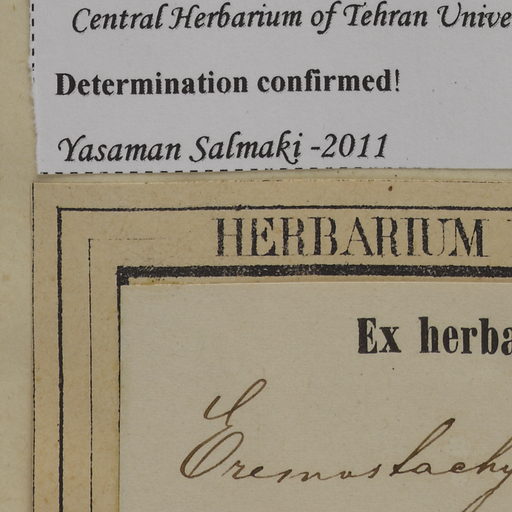 Central Herbarium of Tehran Unive
Determination confirmed!
Yasaman Salmaki -2011
HERBARIUM
Ex herba
Eremostachy